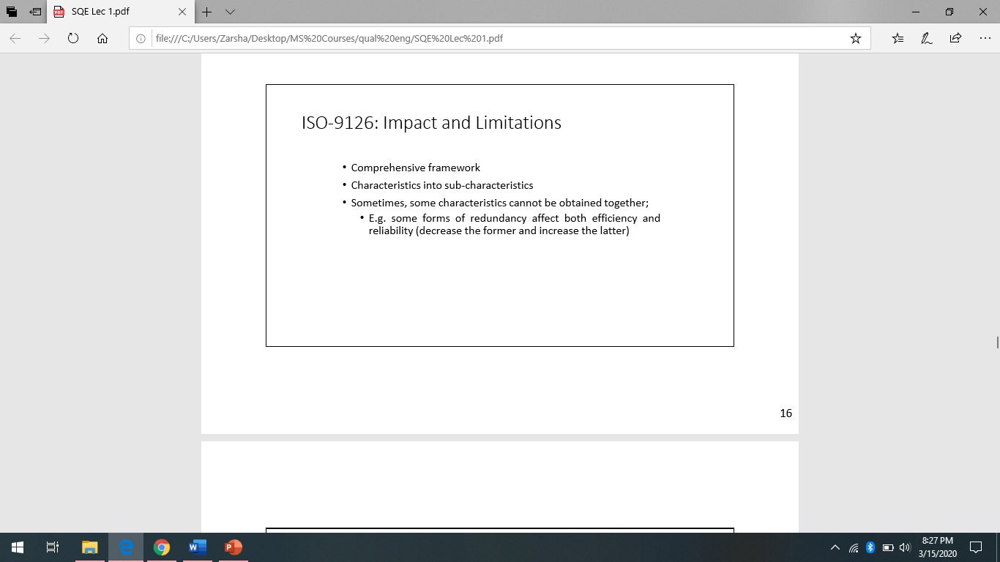 SQE Lec 1.pdf
file:///C:/Users/Zarsha/Desktop/MS%20Courses/qual%20eng/SQE%20Lec%201.pdf
ISO-9126: Impact and Limitations
• Comprehensive framework
• Characteristics into sub-characteristics
• Sometimes, some characteristics cannot be obtained together;
• E.g. some forms of redundancy affect both efficiency and
reliability (decrease the former and increase the latter)
16
8:27 PM
3/15/2020